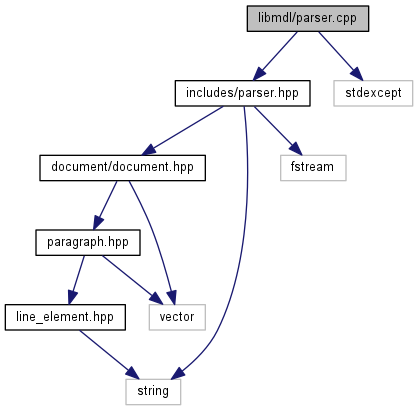 libmdl/parser.cpp
includes/parser.hpp
stdexcept
document/document.hpp
fstream
paragraph.hpp
line_element.hpp
vector
string